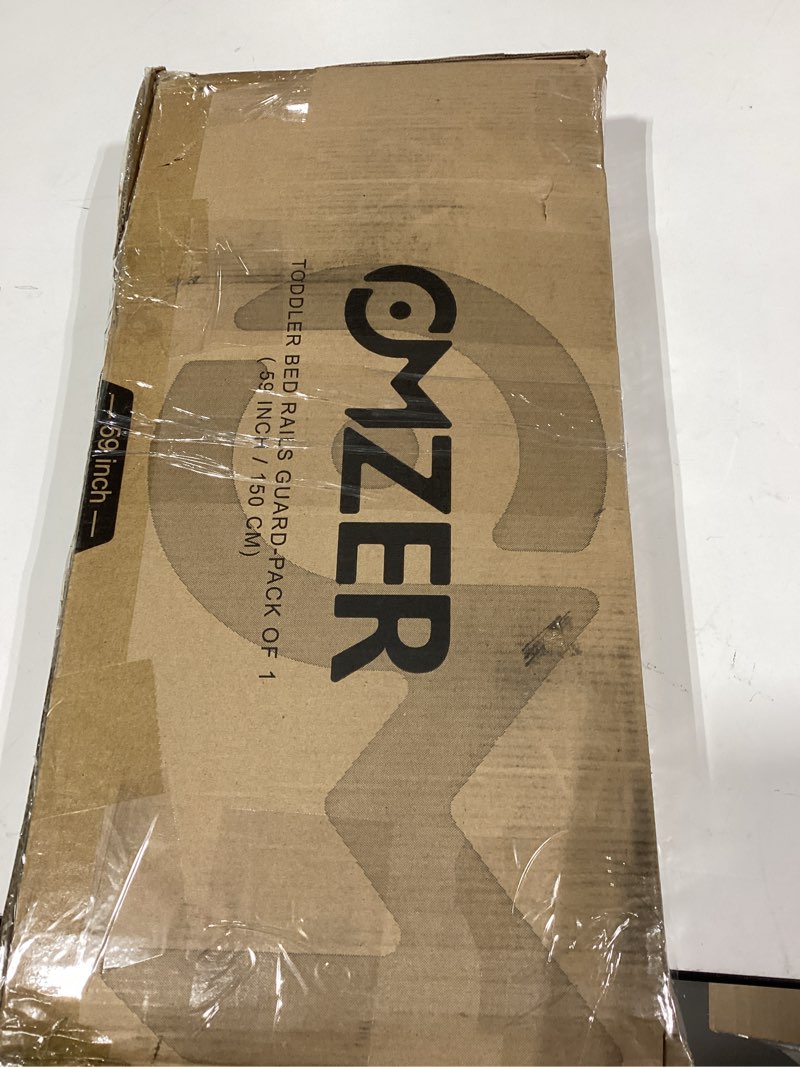 OMZER
TODDLER BED RAILS GUARD-PACK OF 1
( 59 INCH / 150 CM)
— 59 inch —